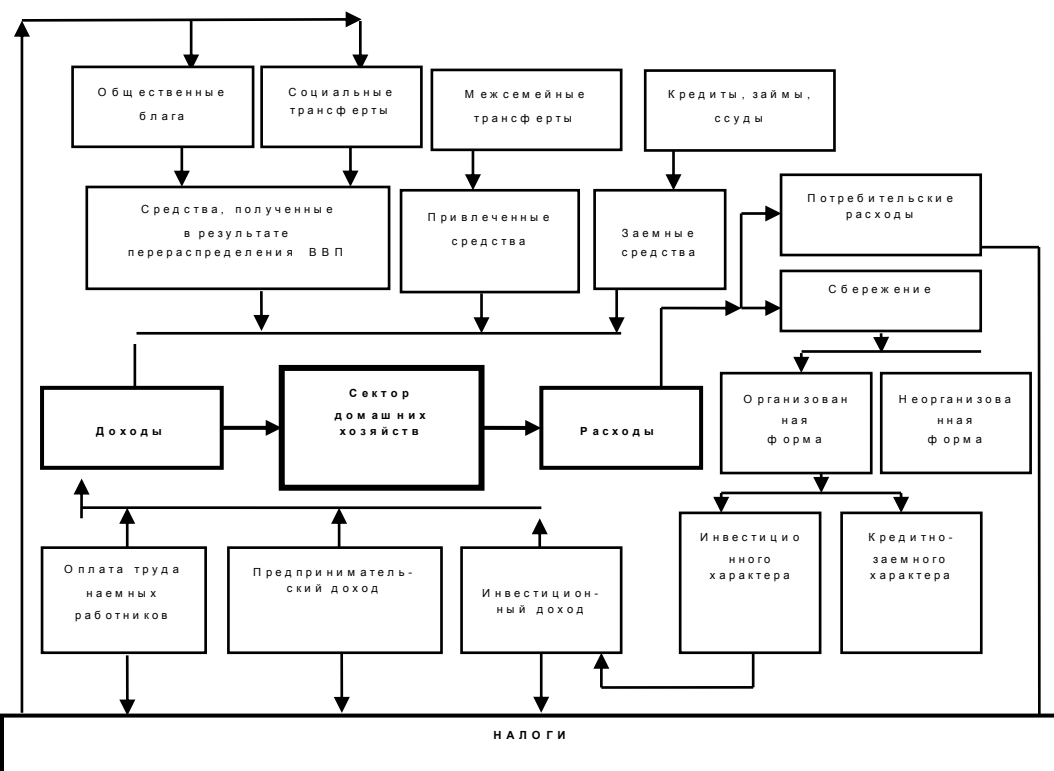 Общественные
блага
Социальные
трансферты
Межсемейные
трансферты
Кредиты, займы,
ссуды
Средства, полученные
в результате
перераспределения ВВП
Привлеченные
средства
Заемные
средства
Потребительские
расходы
Сбережение
Сектор
домашних
хозяйств
Доходы
Расходы
Организован
ная
форма
Неорганизова
нная
форма
Оплата труда
наемных
работников
Предприниматель-
ский доход
Инвестицион-
ный доход
Инвестицио
нного
характера
Кредитно-
заемного
характера
НАЛОГИ